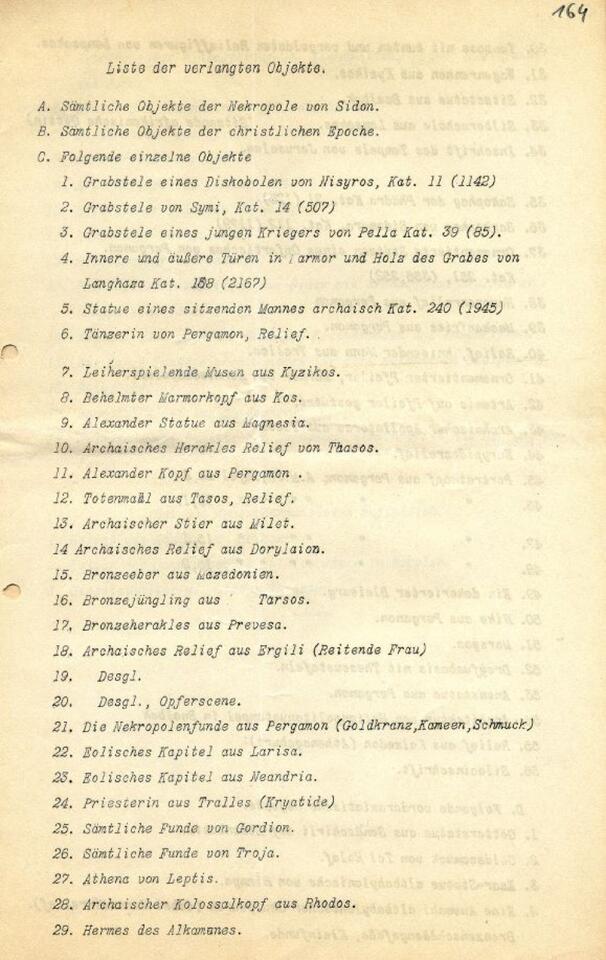 164
Liste der verlangten Objekte.
A. Sämtliche Objekte der Nekropole von Sidon.
B. Sämtliche Objekte der christlichen Epoche.
C. Folgende einzelne Objekte
1. Grabstele eines Diskobolen von Nisyros, Kat. 11 (1142)
2. Grabstele von Symi, Kat. 14 (507)
3. Grabstele eines jungen Kriegers von Pella Kat. 39 (85).
4. Innere und äußere Türen in Marmor und Holz des Grabes von
Langhaza Kat. 188 (2167)
5. Statue eines sitzenden Mannes archaisch Kat. 240 (1945)
6. Tänzerin von Pergamon, Relief.
7. Leiherspielende Musen aus Kyzikos.
8. Behelmter Marmorkopf aus Kos.
9. Alexander Statue aus Magnesia.
10. Archaisches Herakles Relief von Thasos.
11. Alexander Kopf aus Pergamon .
12. Totenmahl aus Tasos, Relief.
13. Archaischer Stier aus Milet.
14 Archaisches Relief aus Dorylaion.
15. Bronzeeber aus Mazedonien.
16. Bronzejüngling aus Tarsos.
17. Bronzeherakles aus Prevesa.
18. Archaisches Relief aus Ergili (Reitende Frau)
19. Desgl.
20. Desgl., Opferscene.
21. Die Nekropolenfunde aus Pergamon (Goldkranz,Kameen,Schmuck)
22. Eolisches Kapitel aus Larisa.
23. Eolisches Kapitel aus Neandria.
24. Priesterin aus Tralles (Kryatide)
25. Sämtliche Funde von Gordion.
26. Sämtliche Funde von Troja.
27. Athena von Leptis.
28. Archaischer Kolossalkopf aus Rhodos.
29. Hermes des Alkamanes.